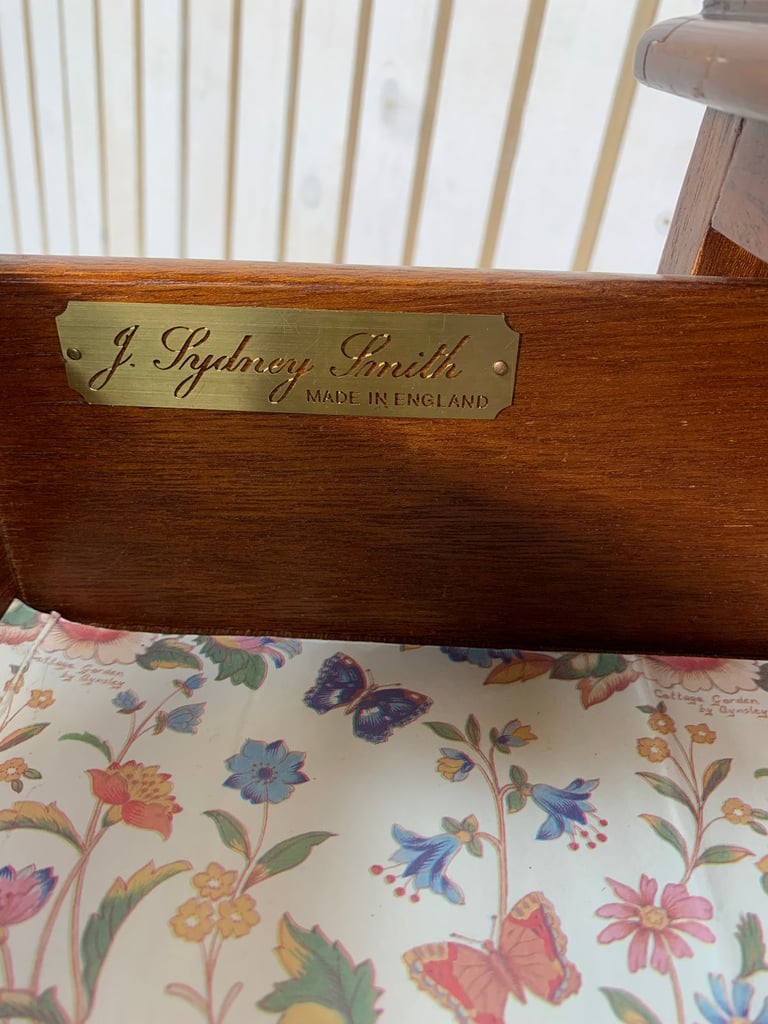 J. Sydney Smith
MADE IN ENGLAND
Cottage Garden
by Aynsley
Cottage Garden
by Aynsley